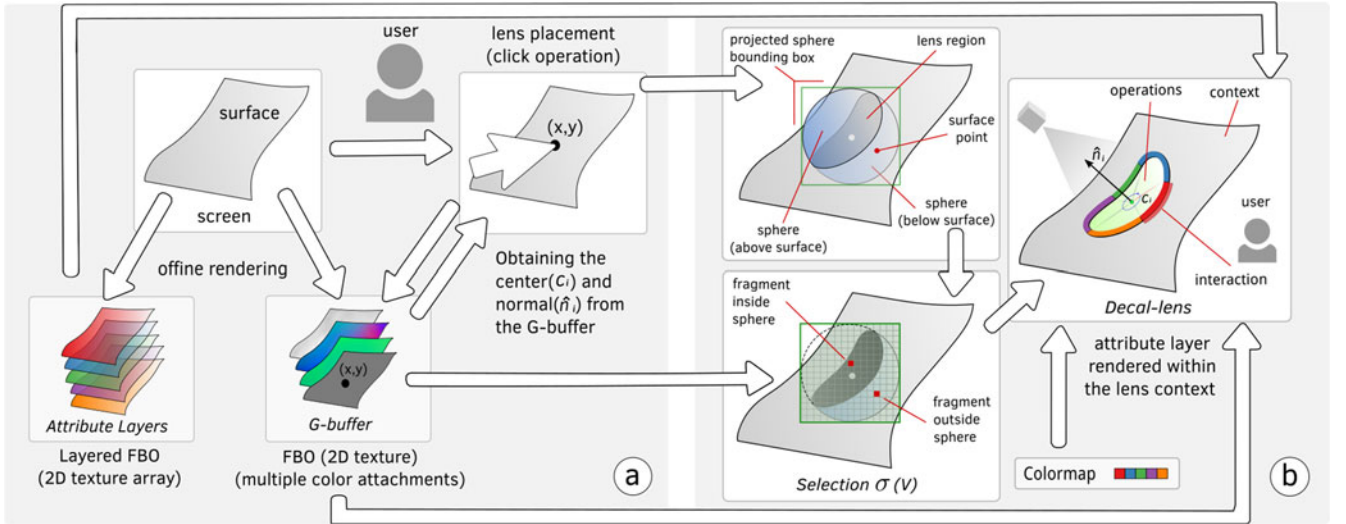 user
lens placement
(click operation)
surface
(x,y)
screen
offine rendering
Obtaining the
center(cᵢ) and
normal(n̂ᵢ) from
the G-buffer
Attribute Layers
Layered FBO
(2D texture array)
(x,y)
G-buffer
FBO (2D texture)
(multiple color attachments)
a
projected sphere
bounding box
lens region
surface
point
sphere
(below surface)
sphere
(above surface)
fragment
inside
sphere
fragment
outside
sphere
Selection σ (V)
operations
context
n̂ᵢ
cᵢ
user
interaction
Decal-lens
attribute layer
rendered within
the lens context
Colormap
b